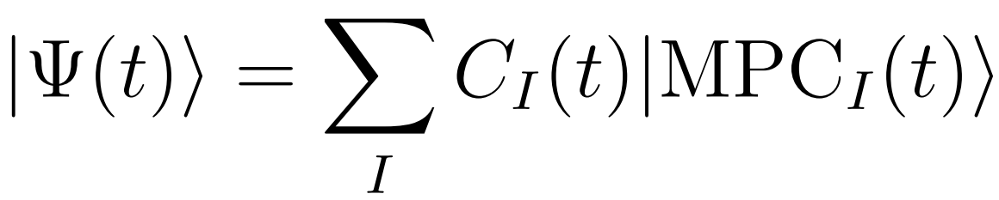 |Ψ(t)⟩ = ∑_I C_I(t)|MPC_I(t)⟩